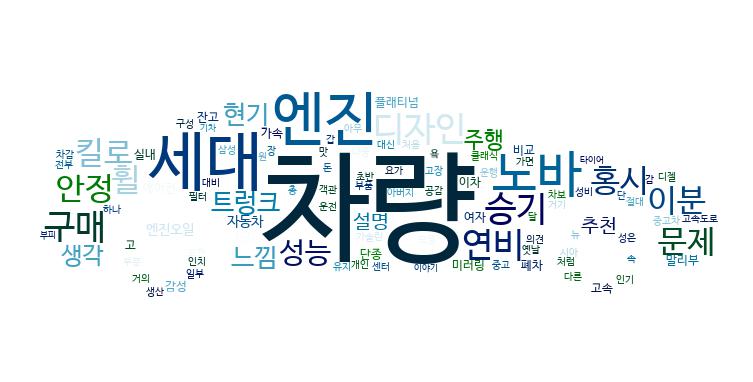 차량
세대
엔진
노바
디자인
승기
연비
구매
안정
킬로
휠
현기
트렁크
성능
느낌
생각
설명
주행
홍시
이분
문제
추천
플래티넘
잔고
구성
기차
가속
삼성
원
장
갑
아우
대신
처음
욕
클래식
비교
가면
타이어
운행
고장
이차
요가
맛
돈
초반
부품
아버지
공감
객관
운전
총
대비
필터
자동차
실내
차감
전부
하나
부피
엔진오일
고
인치
일부
거의
생산
감성
단종
유지
개인
센터
이야기
미러링
중고
폐차
여자
의견
옛날
달
거기
차보
성비
단
절대
감
디젤
중고차
고속도로
뉴
성은
속
말리부
처럼
다른
인기
고속